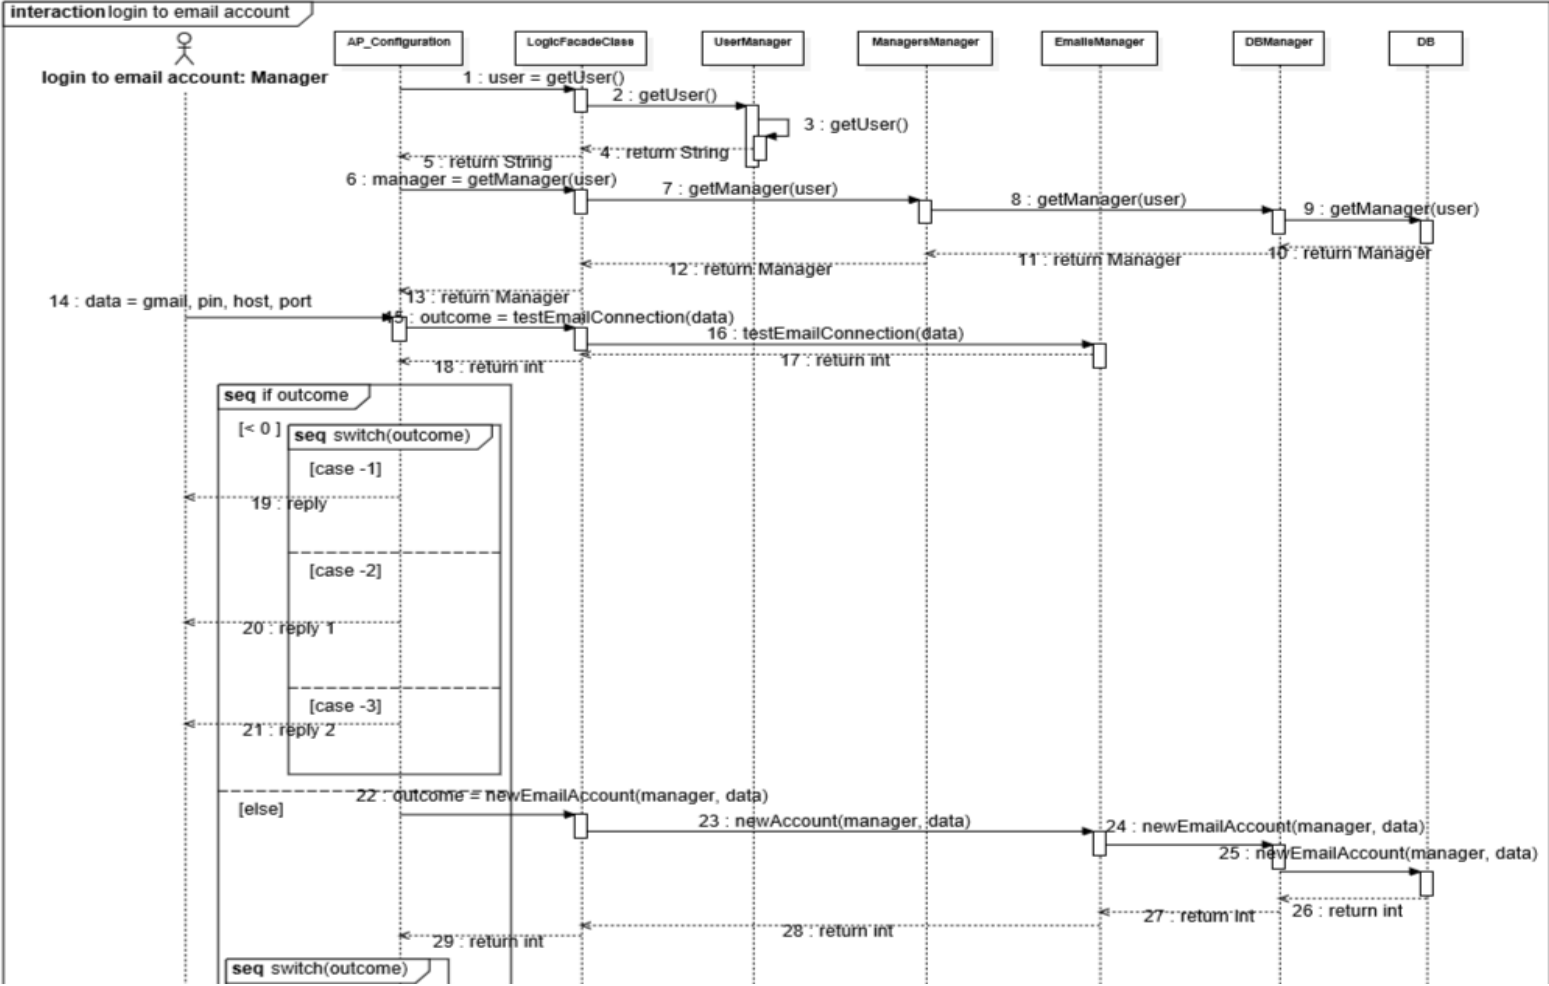 interaction login to email account
AP_Configuration
LogicFacadeClass
UserManager
ManagersManager
EmailsManager
DBManager
DB
login to email account: Manager
1 : user = getUser()
2 : getUser()
3 : getUser()
4 : return String
5 : return String
6 : manager = getManager(user)
7 : getManager(user)
8 : getManager(user)
9 : getManager(user)
10 : return Manager
11 : return Manager
12 : return Manager
13 : return Manager
14 : data = gmail, pin, host, port
15 : outcome = testEmailConnection(data)
16 : testEmailConnection(data)
17 : return int
18 : return int
seq if outcome
[< 0 ]
seq switch(outcome)
[case -1]
19 : reply
[case -2]
20 : reply 1
[case -3]
21 : reply 2
22 : outcome = newEmailAccount(manager, data)
[else]
23 : newAccount(manager, data)
24 : newEmailAccount(manager, data)
25 : newEmailAccount(manager, data)
26 : return int
27 : return int
28 : return int
29 : return int
seq switch(outcome)